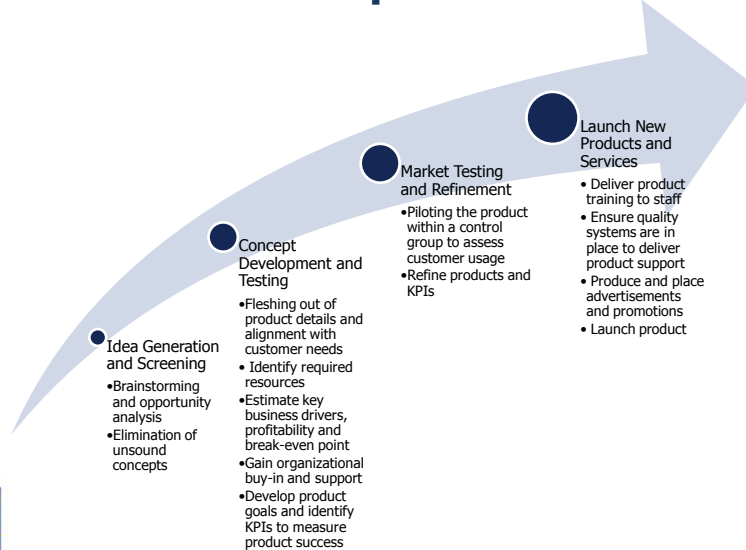 Idea Generation
and Screening
•Brainstorming
and opportunity
analysis
•Elimination of
unsound
concepts
Concept
Development and
Testing
•Fleshing out of
product details and
alignment with
customer needs
• Identify required
resources
•Estimate key
business drivers,
profitability and
break-even point
•Gain organizational
buy-in and support
•Develop product
goals and identify
KPIs to measure
product success
Market Testing
and Refinement
•Piloting the product
within a control
group to assess
customer usage
•Refine products and
KPIs
Launch New
Products and
Services
• Deliver product
training to staff
• Ensure quality
systems are in
place to deliver
product support
• Produce and place
advertisements
and promotions
• Launch product